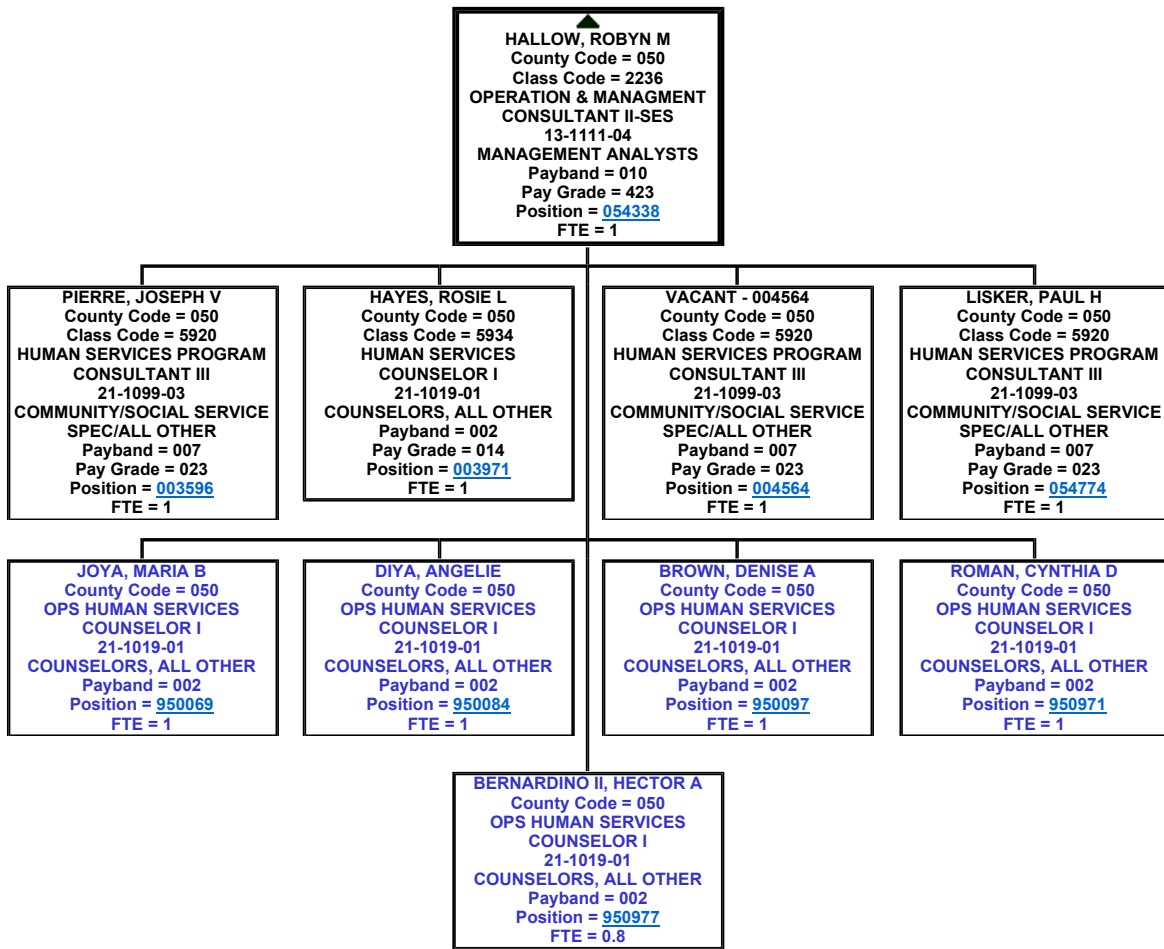 HALLOW, ROBYN M
County Code = 050
Class Code = 2236
OPERATION & MANAGMENT
CONSULTANT II-SES
13-1111-04
MANAGEMENT ANALYSTS
Payband = 010
Pay Grade = 423
Position = 054338
FTE = 1
PIERRE, JOSEPH V
County Code = 050
Class Code = 5920
HUMAN SERVICES PROGRAM
CONSULTANT III
21-1099-03
COMMUNITY/SOCIAL SERVICE
SPEC/ALL OTHER
Payband = 007
Pay Grade = 023
Position = 003596
FTE = 1
HAYES, ROSIE L
County Code = 050
Class Code = 5934
HUMAN SERVICES
COUNSELOR I
21-1019-01
COUNSELORS, ALL OTHER
Payband = 002
Pay Grade = 014
Position = 003971
FTE = 1
VACANT - 004564
County Code = 050
Class Code = 5920
HUMAN SERVICES PROGRAM
CONSULTANT III
21-1099-03
COMMUNITY/SOCIAL SERVICE
SPEC/ALL OTHER
Payband = 007
Pay Grade = 023
Position = 004564
FTE = 1
LISKER, PAUL H
County Code = 050
Class Code = 5920
HUMAN SERVICES PROGRAM
CONSULTANT III
21-1099-03
COMMUNITY/SOCIAL SERVICE
SPEC/ALL OTHER
Payband = 007
Pay Grade = 023
Position = 054774
FTE = 1
JOYA, MARIA B
County Code = 050
OPS HUMAN SERVICES
COUNSELOR I
21-1019-01
COUNSELORS, ALL OTHER
Payband = 002
Position = 950069
FTE = 1
DIYA, ANGELIE
County Code = 050
OPS HUMAN SERVICES
COUNSELOR I
21-1019-01
COUNSELORS, ALL OTHER
Payband = 002
Position = 950084
FTE = 1
BROWN, DENISE A
County Code = 050
OPS HUMAN SERVICES
COUNSELOR I
21-1019-01
COUNSELORS, ALL OTHER
Payband = 002
Position = 950097
FTE = 1
ROMAN, CYNTHIA D
County Code = 050
OPS HUMAN SERVICES
COUNSELOR I
21-1019-01
COUNSELORS, ALL OTHER
Payband = 002
Position = 950971
FTE = 1
BERNARDINO II, HECTOR A
County Code = 050
OPS HUMAN SERVICES
COUNSELOR I
21-1019-01
COUNSELORS, ALL OTHER
Payband = 002
Position = 950977
FTE = 0.8